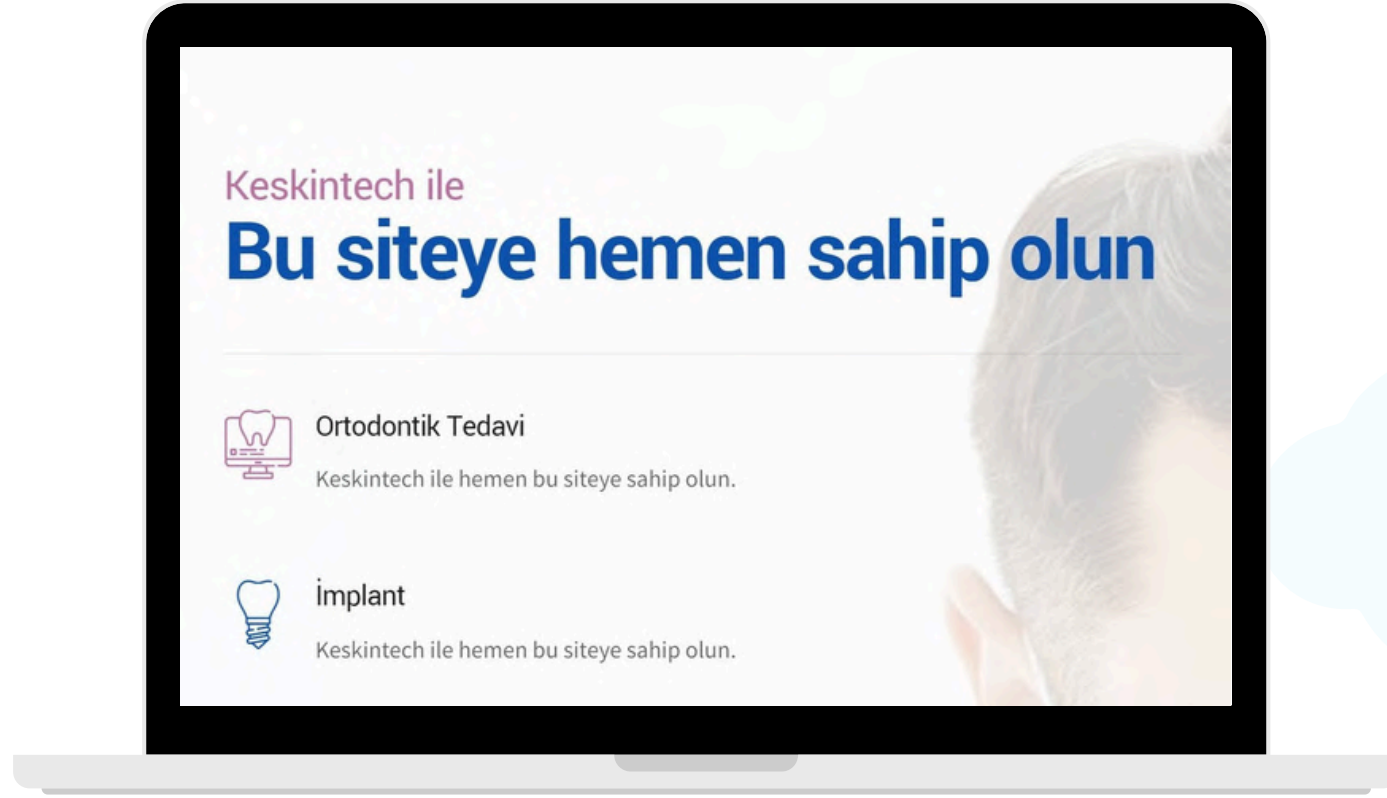 Keskintech ile
Bu siteye hemen sahip olun
Ortodontik Tedavi
Keskintech ile hemen bu siteye sahip olun.
İmplant
Keskintech ile hemen bu siteye sahip olun.